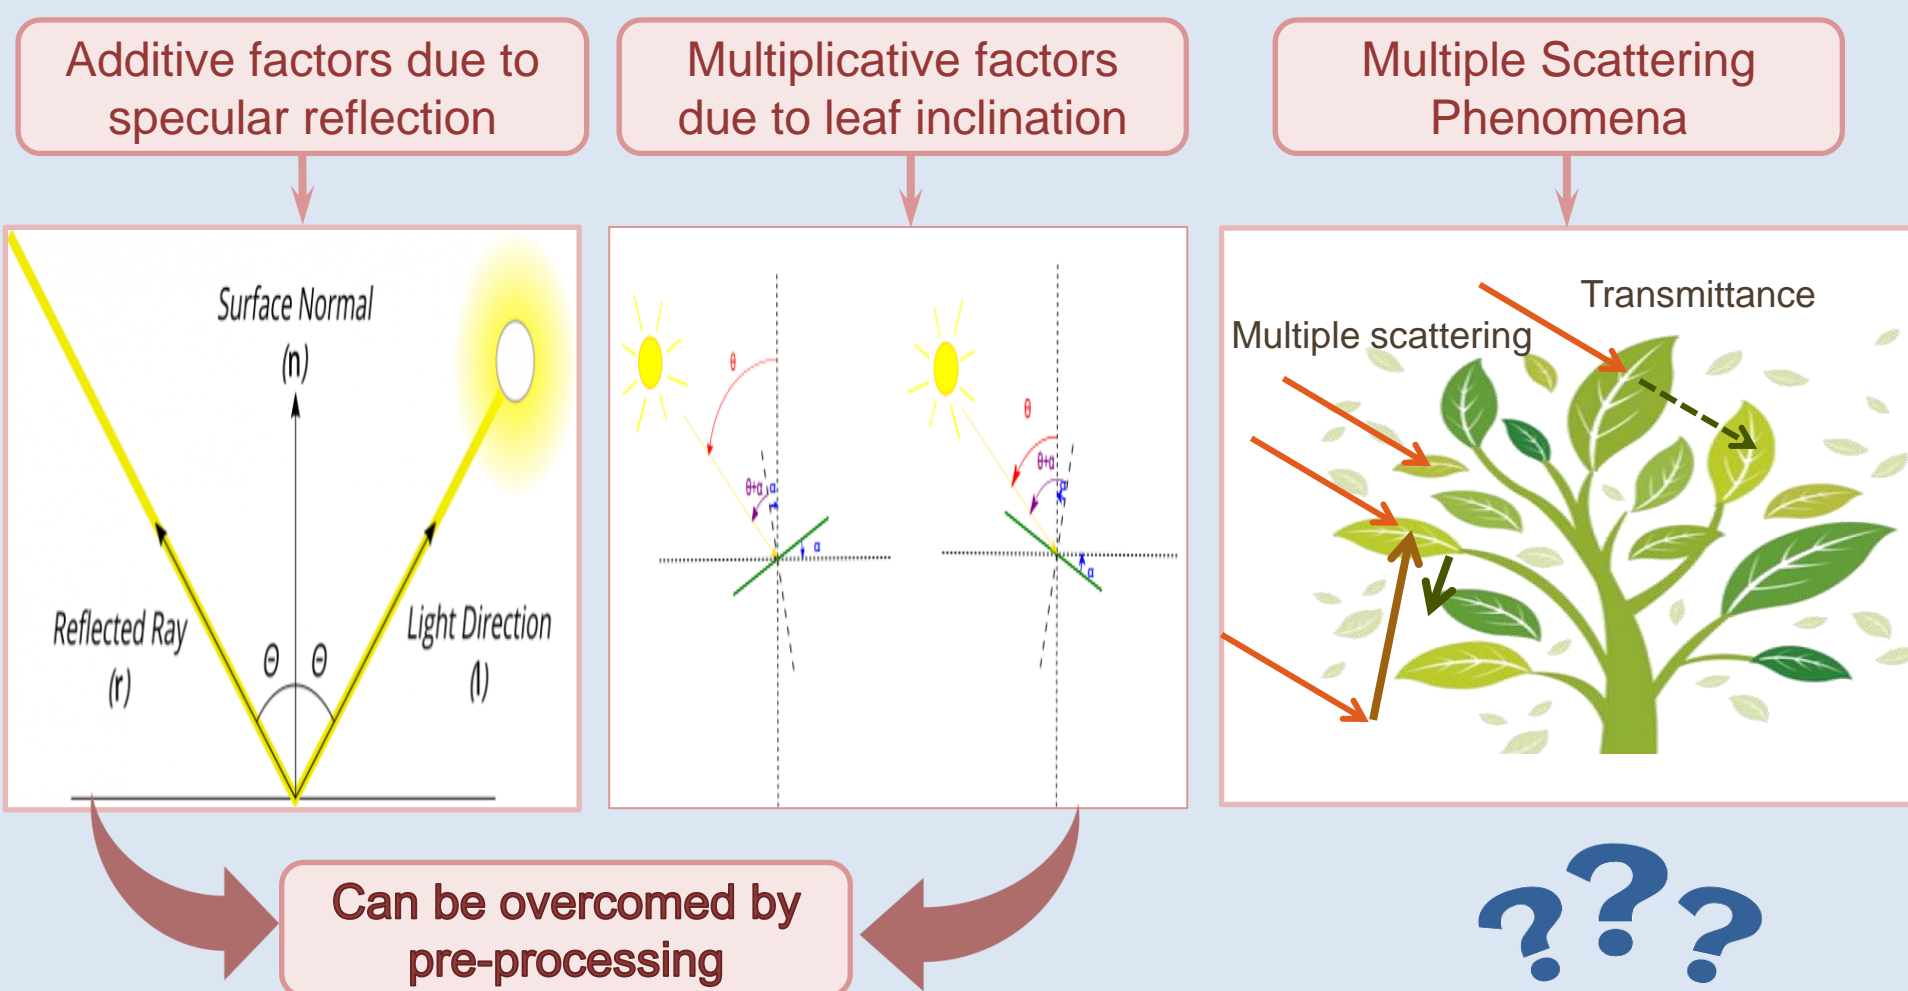 Additive factors due to
specular reflection
Multiplicative factors
due to leaf inclination
Multiple Scattering
Phenomena
Surface Normal
(n)
Reflected Ray
(r)
Light Direction
(l)
Θ Θ
θ
θ+α
α
α
θ
θ+α
α
α
Transmittance
Multiple scattering
Can be overcomed by
pre-processing
???